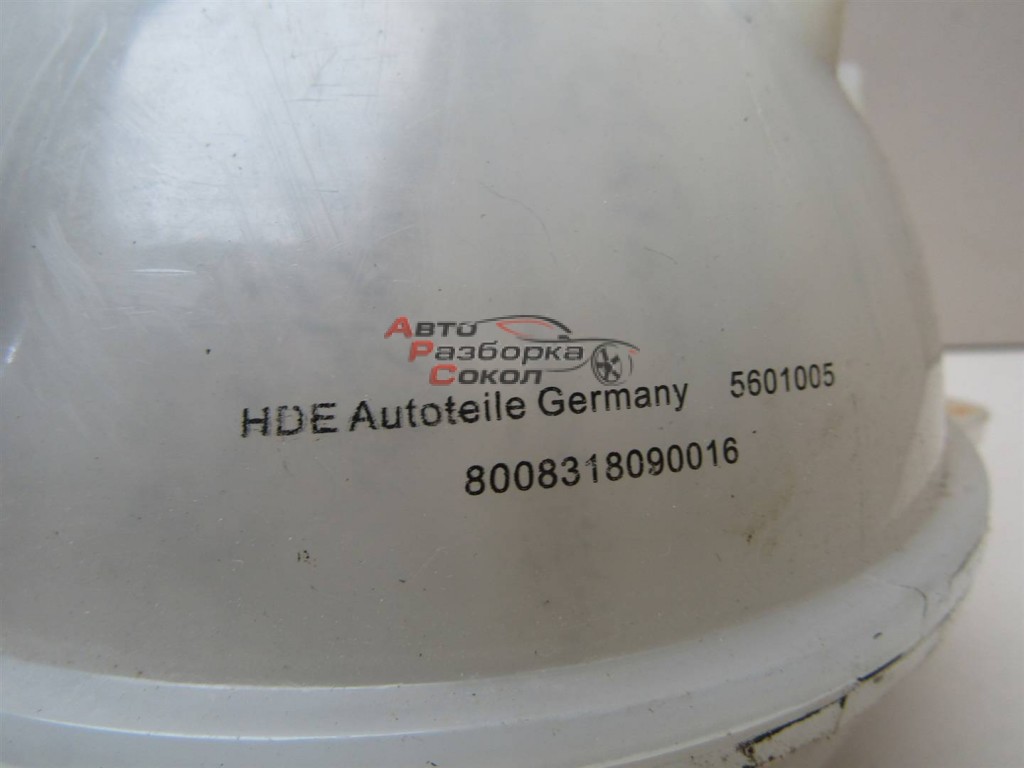 АВТО
РАЗБОРКА
СОКОЛ
HDE Autoteile Germany 5601005
8008318090016